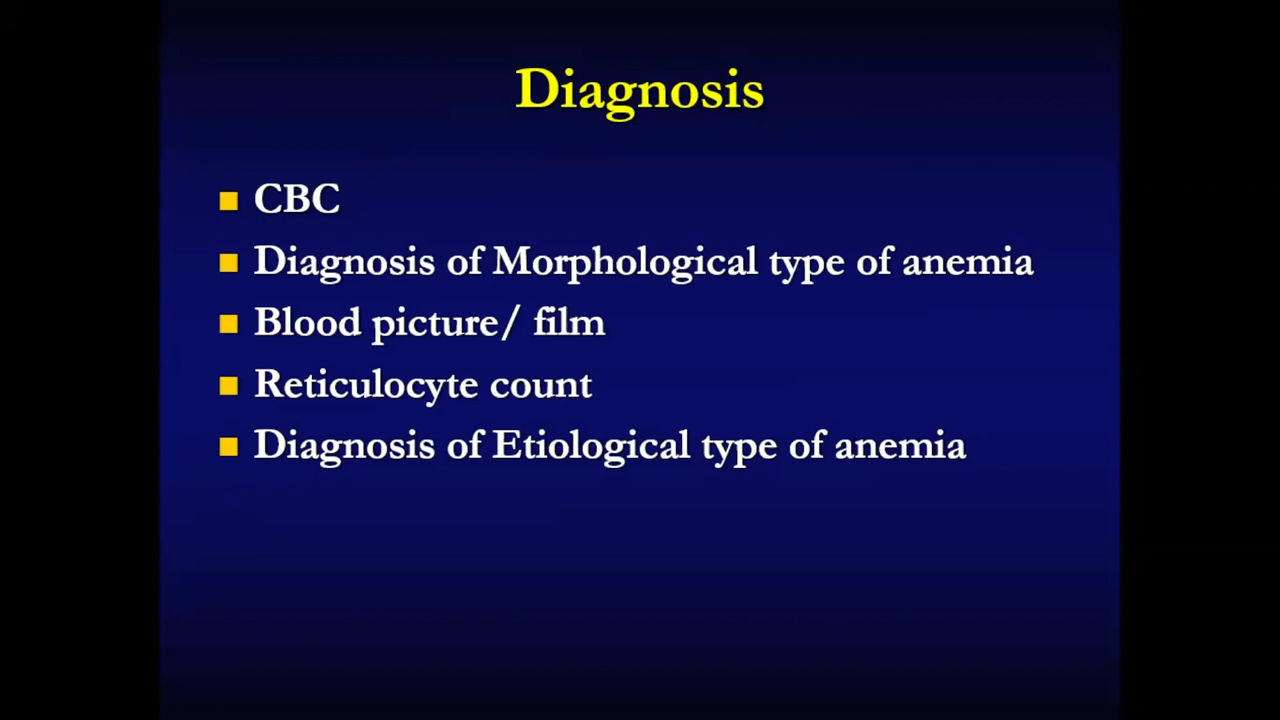 Diagnosis
CBC
Diagnosis of Morphological type of anemia
Blood picture/ film
Reticulocyte count
Diagnosis of Etiological type of anemia